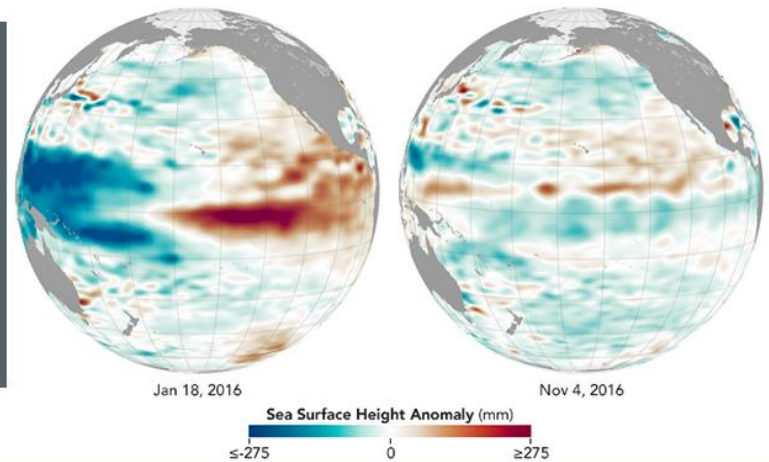 Jan 18, 2016
Nov 4, 2016
Sea Surface Height Anomaly (mm)
≤-275 0 ≥275